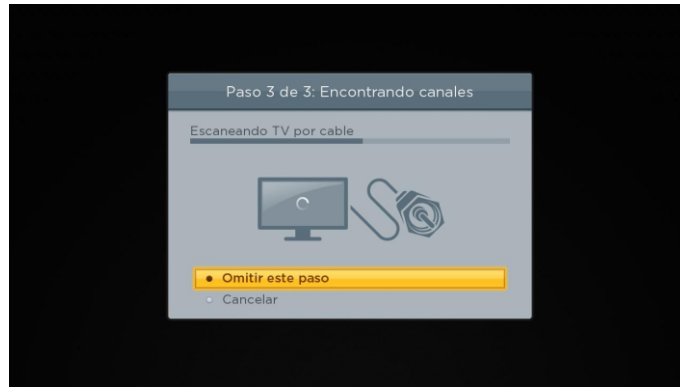 Paso 3 de 3: Encontrando canales
Escaneando TV por cable
Omitir este paso
Cancelar